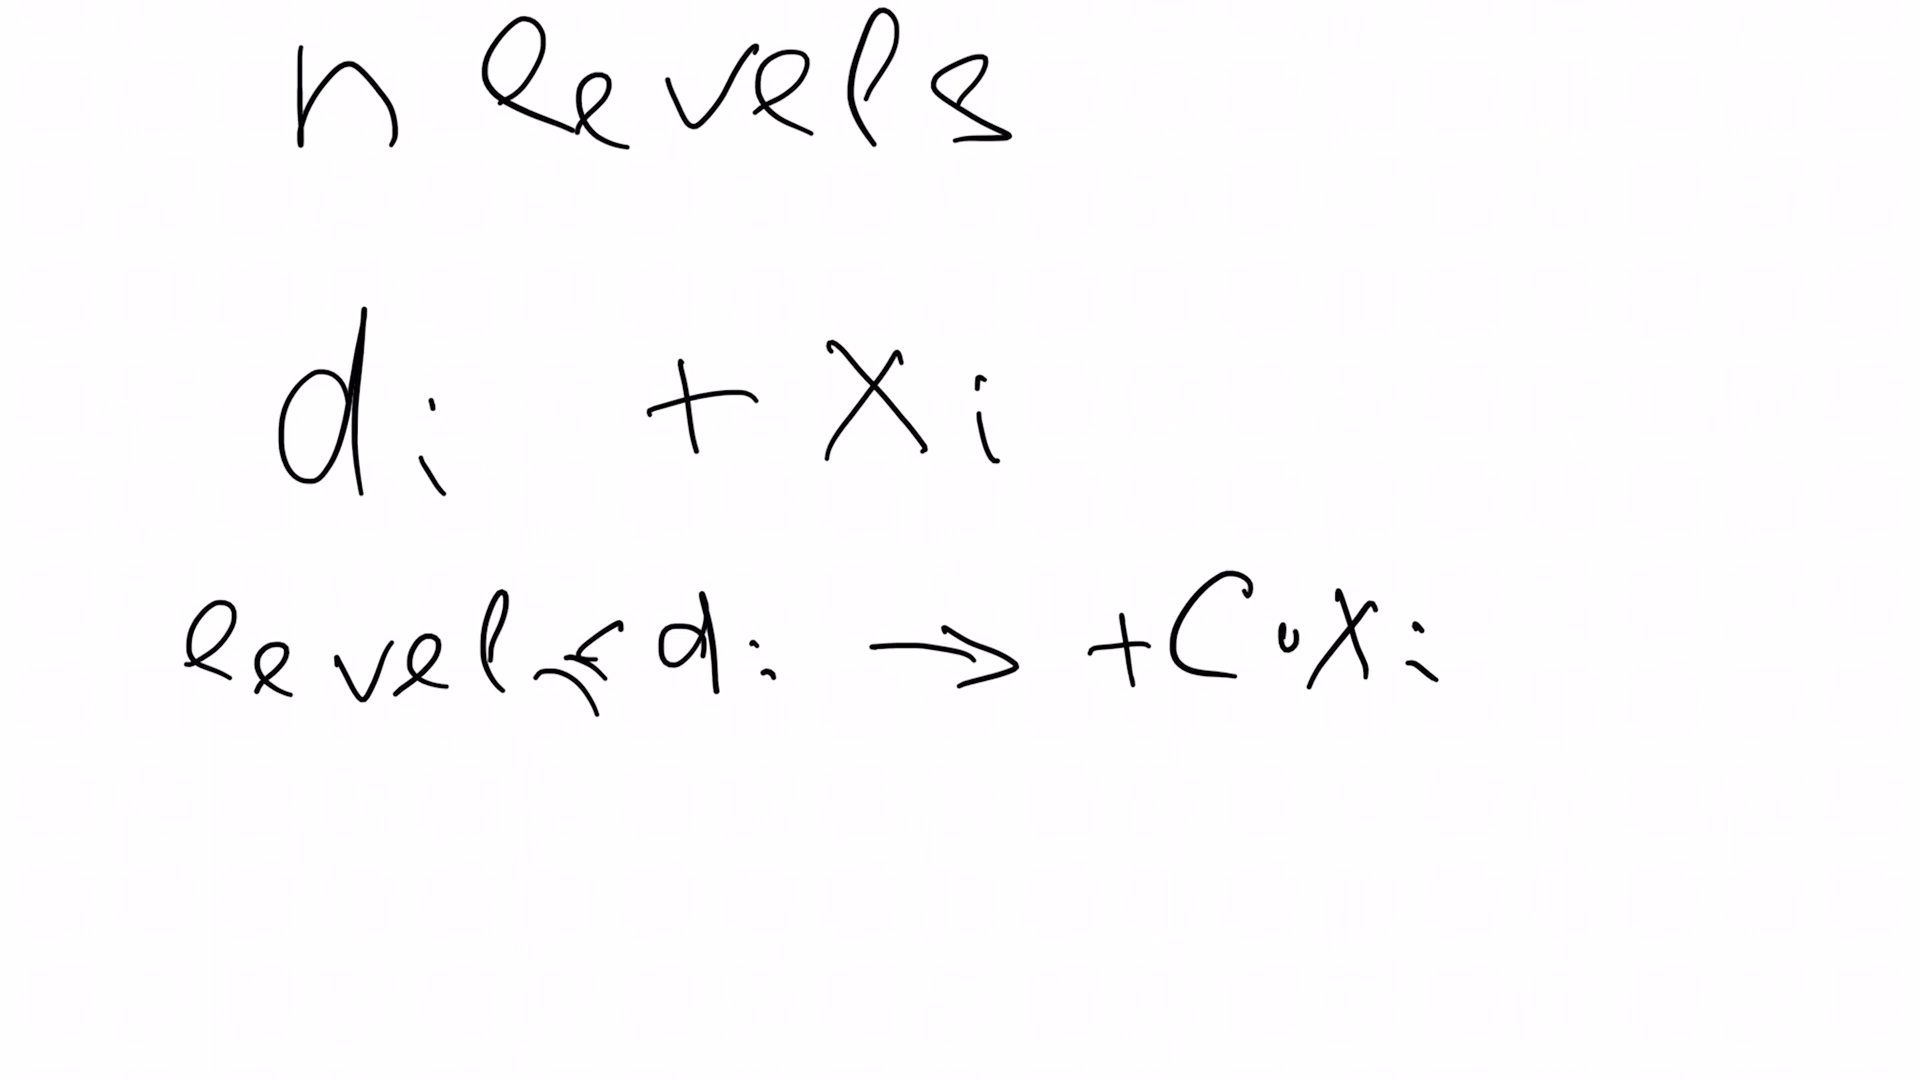 n levels
di + xi
level ≤ di → + C · xi